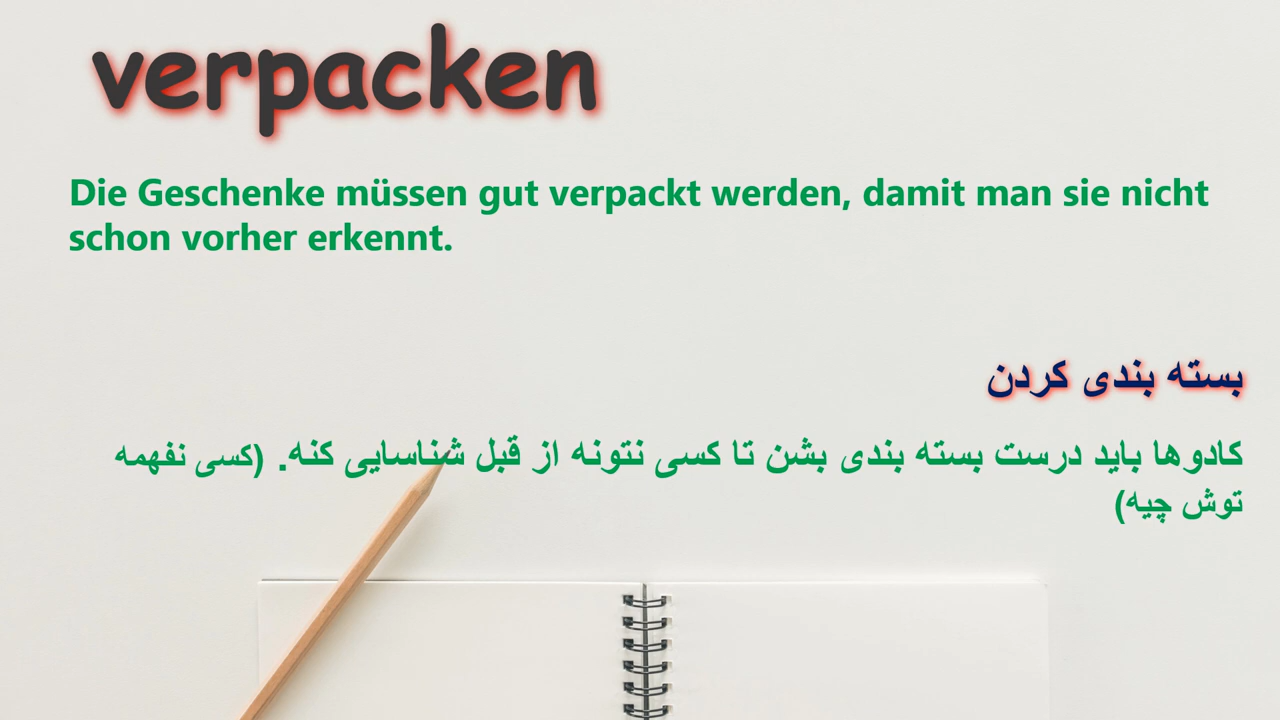 verpacken
Die Geschenke müssen gut verpackt werden, damit man sie nicht
schon vorher erkennt.
بسته بندی کردن
کادوها باید درست بسته بندی بشن تا کسی نتونه از قبل شناسایی کنه. (کسی نفهمه
توش چیه)